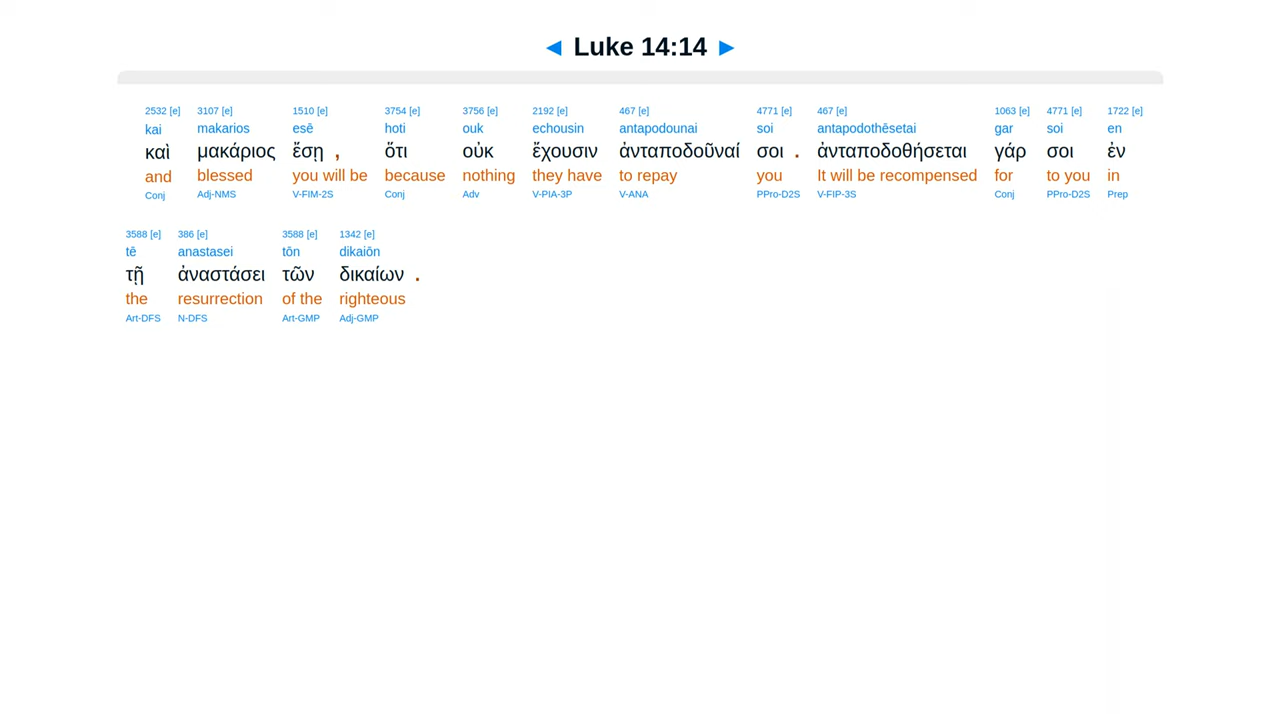 ◄ Luke 14:14 ►
2532 [e] 3107 [e] 1510 [e] 3754 [e] 3756 [e] 2192 [e] 467 [e] 4771 [e] 467 [e] 1063 [e] 4771 [e] 1722 [e]
kai makarios esē hoti ouk echousin antapodounai soi antapodothēsetai gar soi en
καὶ μακάριος ἔσῃ , ὅτι οὐκ ἔχουσιν ἀνταποδοῦναί σοι . ἀνταποδοθήσεται γάρ σοι ἐν
and blessed you will be because nothing they have to repay you It will be recompensed for to you in
Conj Adj-NMS V-FIM-2S Conj Adv V-PIA-3P V-ANA PPro-D2S V-FIP-3S Conj PPro-D2S Prep
3588 [e] 386 [e] 3588 [e] 1342 [e]
tē anastasei tōn dikaiōn
τῇ ἀναστάσει τῶν δικαίων .
the resurrection of the righteous
Art-DFS N-DFS Art-GMP Adj-GMP